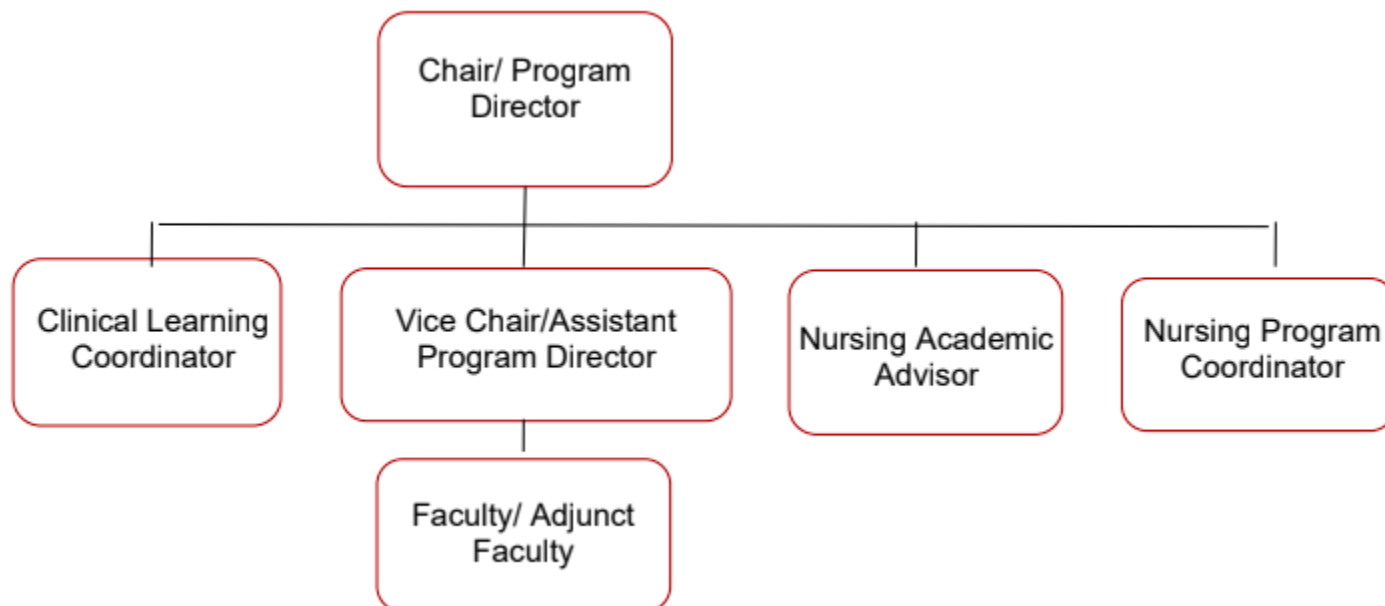 Chair/ Program
Director
Clinical Learning
Coordinator
Vice Chair/Assistant
Program Director
Nursing Academic
Advisor
Nursing Program
Coordinator
Faculty/ Adjunct
Faculty